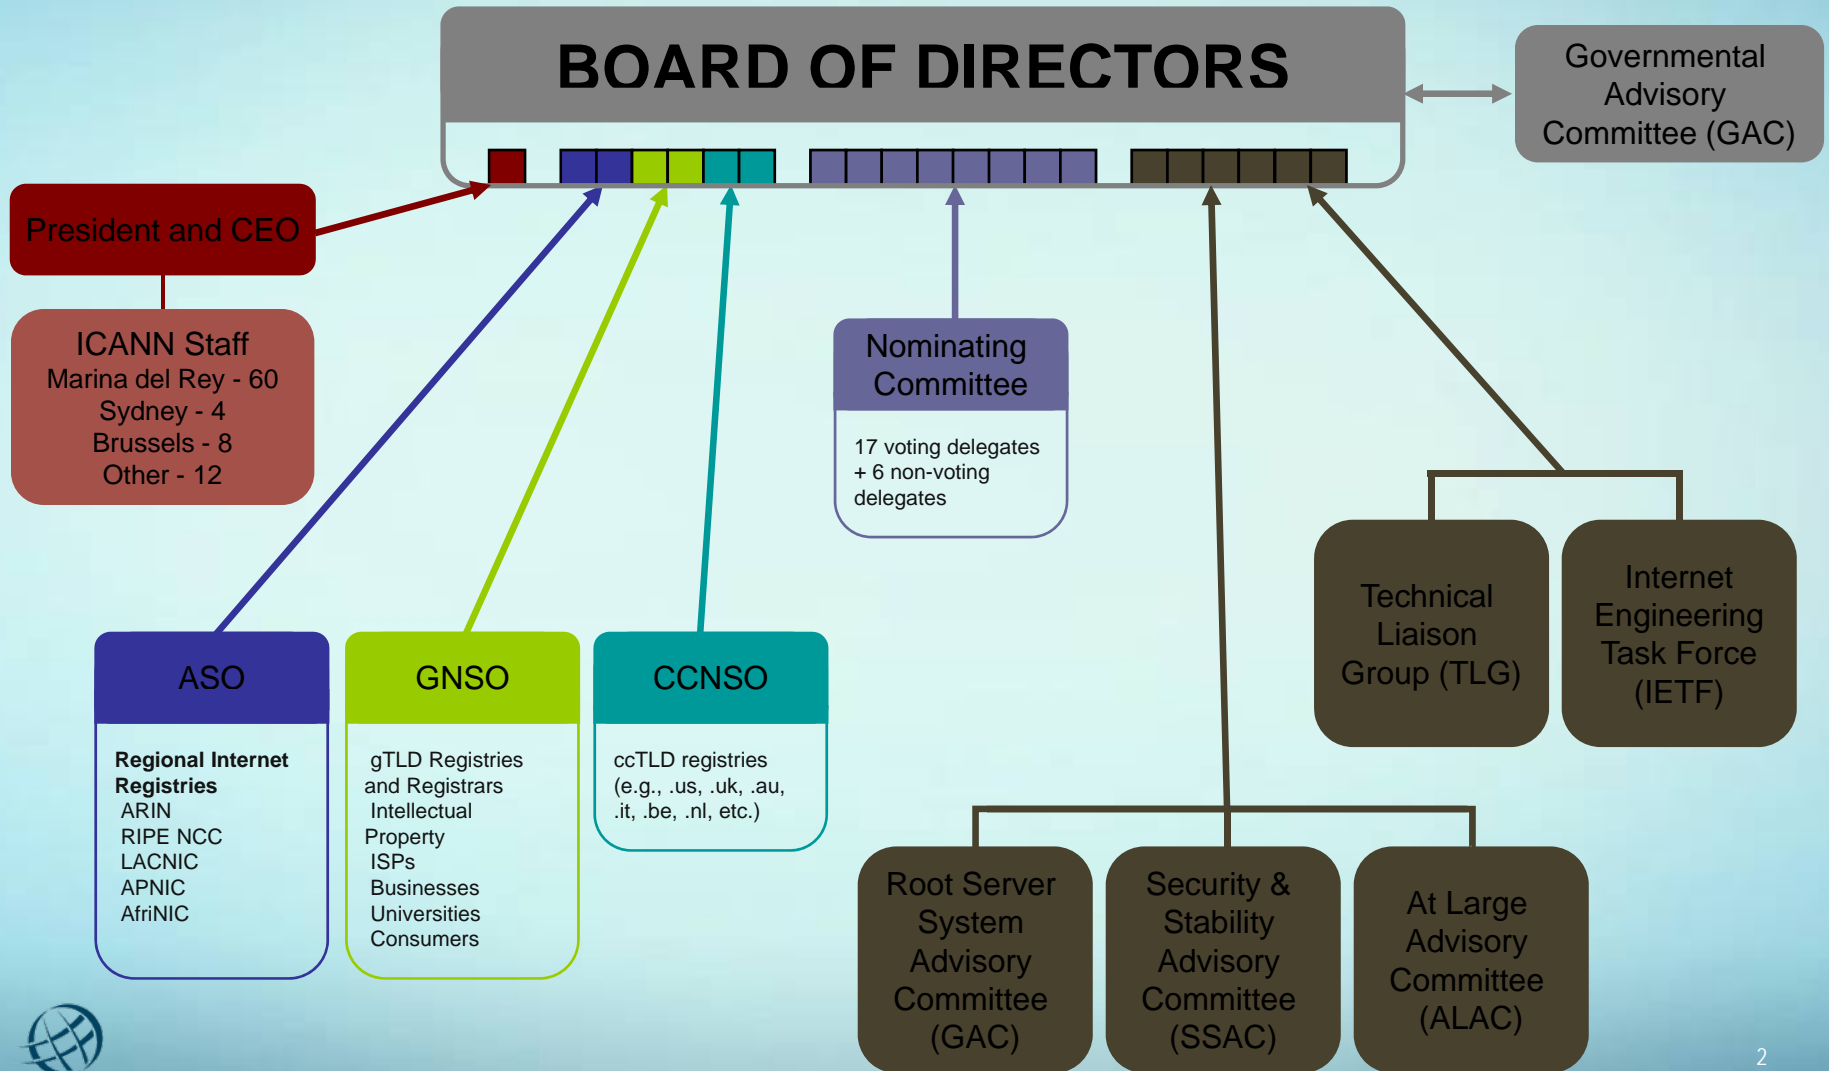 BOARD OF DIRECTORS
Governmental
Advisory
Committee (GAC)
President and CEO
ICANN Staff
Marina del Rey - 60
Sydney - 4
Brussels - 8
Other - 12
Nominating
Committee
17 voting delegates
+ 6 non-voting
delegates
Technical
Liaison
Group (TLG)
Internet
Engineering
Task Force
(IETF)
ASO
Regional Internet
Registries
ARIN
RIPE NCC
LACNIC
APNIC
AfriNIC
GNSO
gTLD Registries
and Registrars
Intellectual
Property
ISPs
Businesses
Universities
Consumers
CCNSO
ccTLD registries
(e.g., .us, .uk, .au,
.it, .be, .nl, etc.)
Root Server
System
Advisory
Committee
(GAC)
Security &
Stability
Advisory
Committee
(SSAC)
At Large
Advisory
Committee
(ALAC)
2